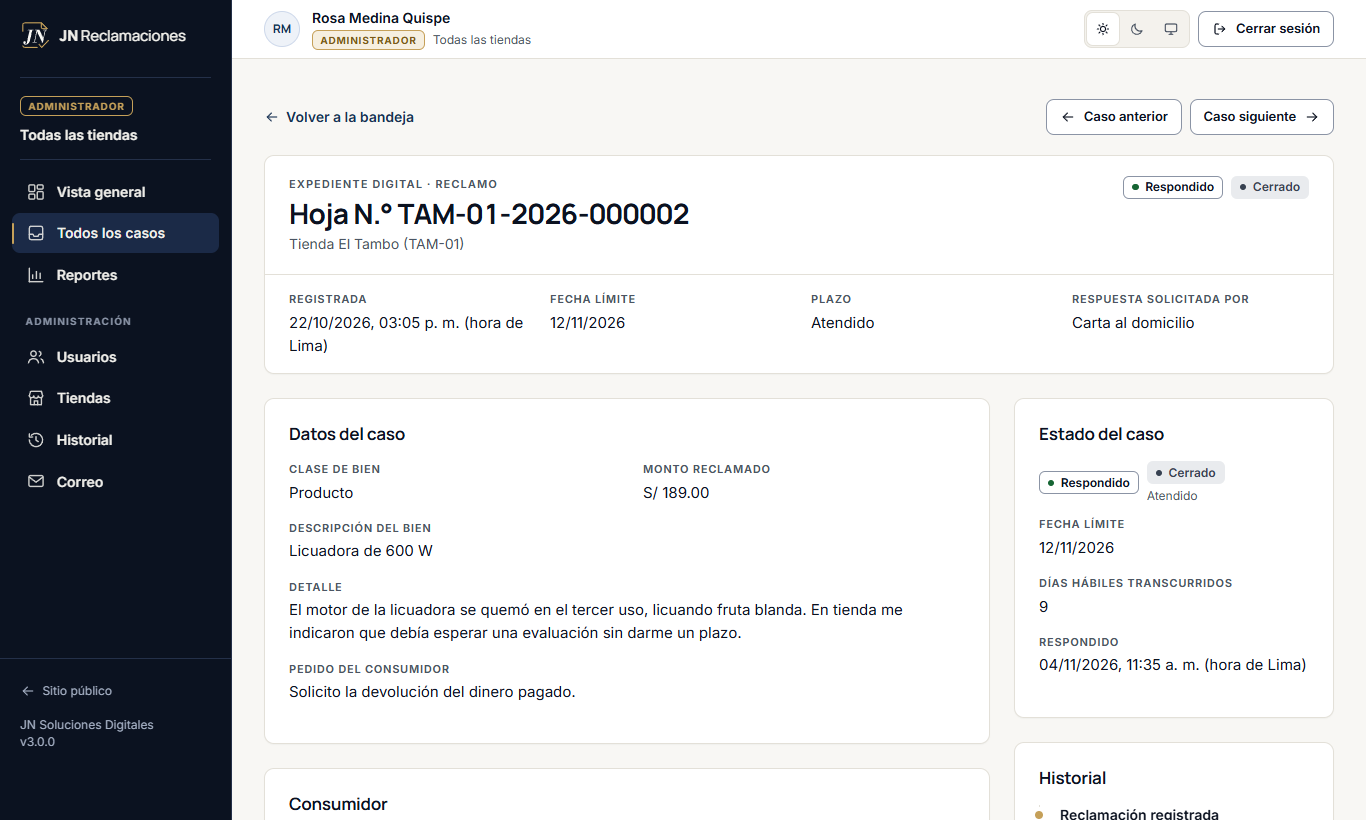 JN Reclamaciones
ADMINISTRADOR
Todas las tiendas
Vista general
Todos los casos
Reportes
ADMINISTRACIÓN
Usuarios
Tiendas
Historial
Correo
← Sitio público
JN Soluciones Digitales
v3.0.0
RM
Rosa Medina Quispe
ADMINISTRADOR Todas las tiendas
Cerrar sesión
← Volver a la bandeja
← Caso anterior
Caso siguiente →
EXPEDIENTE DIGITAL · RECLAMO
Hoja N.° TAM-01-2026-000002
Tienda El Tambo (TAM-01)
Respondido
Cerrado
REGISTRADA
22/10/2026, 03:05 p. m. (hora de
Lima)
FECHA LÍMITE
12/11/2026
PLAZO
Atendido
RESPUESTA SOLICITADA POR
Carta al domicilio
Datos del caso
CLASE DE BIEN
Producto
MONTO RECLAMADO
S/ 189.00
DESCRIPCIÓN DEL BIEN
Licuadora de 600 W
DETALLE
El motor de la licuadora se quemó en el tercer uso, licuando fruta blanda. En tienda me
indicaron que debía esperar una evaluación sin darme un plazo.
PEDIDO DEL CONSUMIDOR
Solicito la devolución del dinero pagado.
Consumidor
Estado del caso
Respondido
Cerrado
Atendido
FECHA LÍMITE
12/11/2026
DÍAS HÁBILES TRANSCURRIDOS
9
RESPONDIDO
04/11/2026, 11:35 a. m. (hora de Lima)
Historial
Reclamación registrada